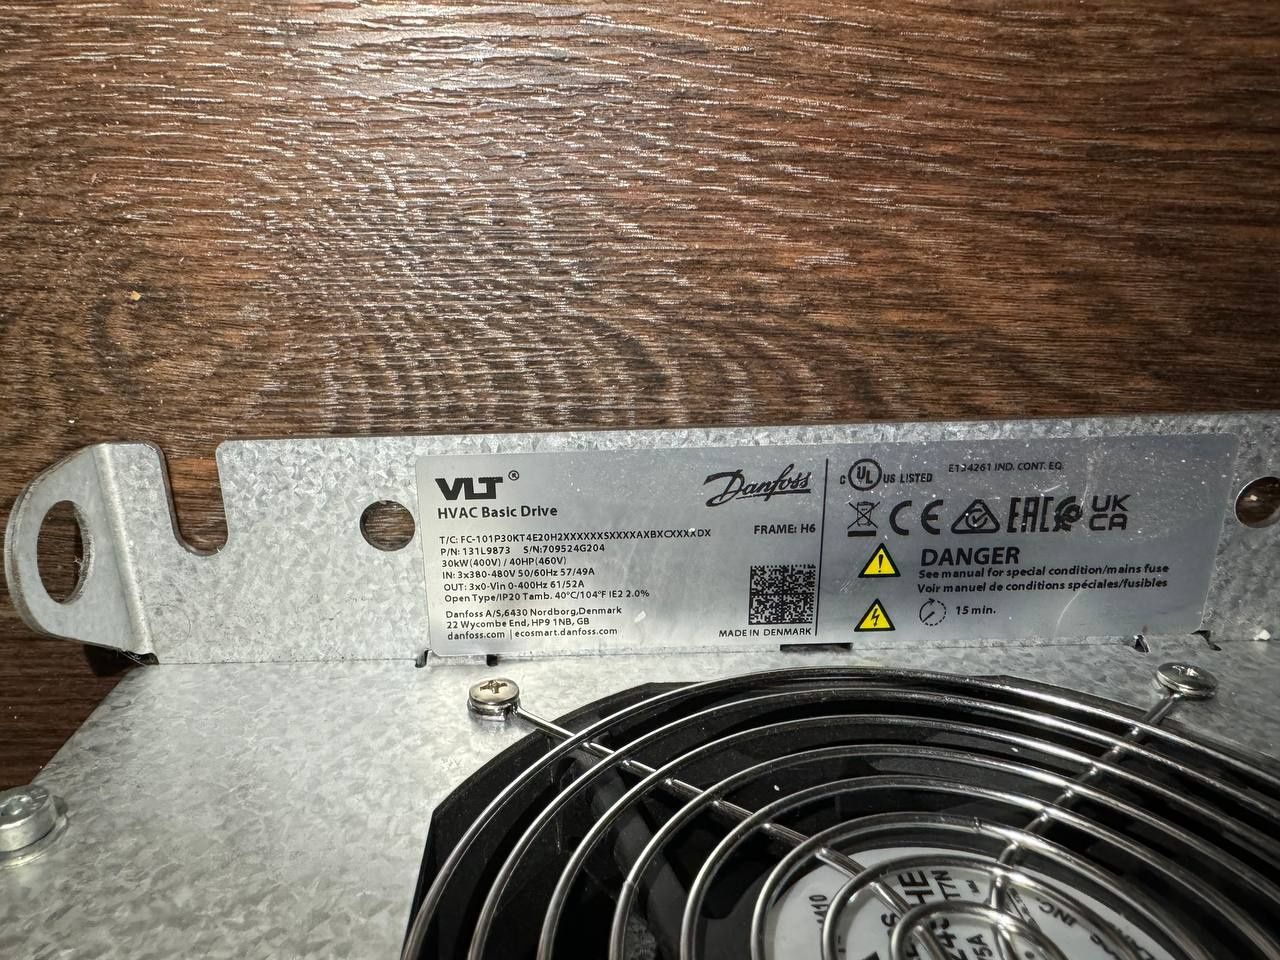 VLT®
HVAC Basic Drive
Danfoss
T/C: FC-101P30KT4E20H2XXXXXXSXXXXAXBXCXXXXDX
FRAME: H6
P/N: 131L9873 S/N:709524G204
30kW(400V) / 40HP(460V)
IN: 3x380-480V 50/60Hz 57/49A
OUT: 3x0-Vin 0-400Hz 61/52A
Open Type/IP20 Tamb. 40°C/104°F IE2 2.0%
Danfoss A/S,6430 Nordborg,Denmark
22 Wycombe End, HP9 1NB, GB
danfoss.com | ecosmart.danfoss.com
MADE IN DENMARK
C UL US LISTED
E134261 IND. CONT. EQ.
CE EAC UK CA
DANGER
See manual for special condition/mains fuse
Voir manuel de conditions spéciales/fusibles
15 min.